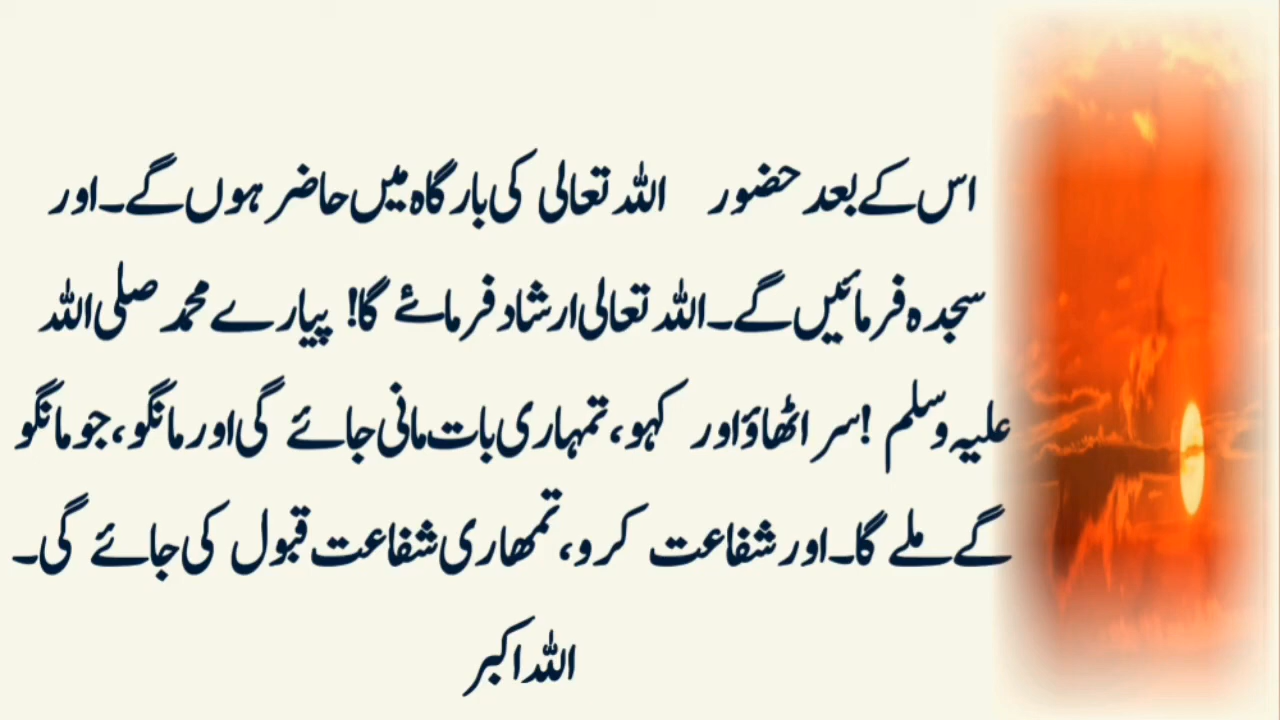 اس کے بعد حضور اللہ تعالی کی بارگاہ میں حاضر ہوں گے۔اور
سجدہ فرمائیں گے۔اللہ تعالی ارشاد فرمائے گا! پیارے محمد صلی اللہ
علیہ وسلم !سر اٹھاؤ اور کہو، تمہاری بات مانی جائے گی اور مانگو، جو مانگو
گے ملے گا۔اور شفاعت کرو، تمھاری شفاعت قبول کی جائے گی۔
اللہ اکبر